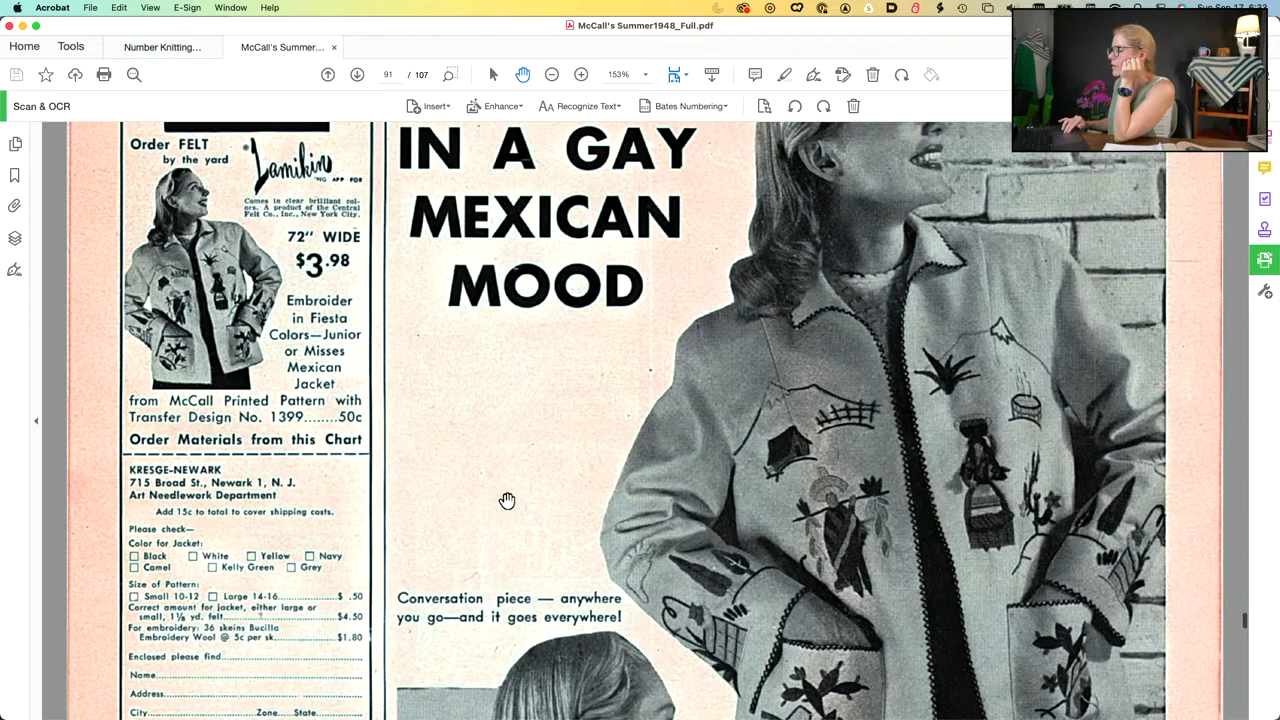 Acrobat File Edit View E-Sign Window Help
McCall's Summer1948_Full.pdf
Home Tools Number Knitting... McCall's Summer... ×
91 / 107 153%
Scan & OCR Insert Enhance Recognize Text Bates Numbering
Order FELT
by the yard
Lamikin
REG APP FOR
Comes in clear brilliant col-
ors. A product of the Central
Felt Co., Inc., New York City.
72" WIDE
$3.98
Embroider
in Fiesta
Colors—Junior
or Misses
Mexican
Jacket
from McCall Printed Pattern with
Transfer Design No. 1399........50c
Order Materials from this Chart
KRESGE-NEWARK
715 Broad St., Newark 1, N. J.
Art Needlework Department
Add 15c to total to cover shipping costs.
Please check—
Color for Jacket:
Black White Yellow Navy
Camel Kelly Green Grey
Size of Pattern:
Small 10-12 Large 14-16..............$ .50
Correct amount for jacket, either large or
small, 1⅛ yd. felt..............................$4.50
For embroidery: 36 skeins Bucilla
Embroidery Wool @ 5c per sk...............$1.80
Enclosed please find
Name
Address
City Zone State
IN A GAY
MEXICAN
MOOD
Conversation piece — anywhere
you go—and it goes everywhere!